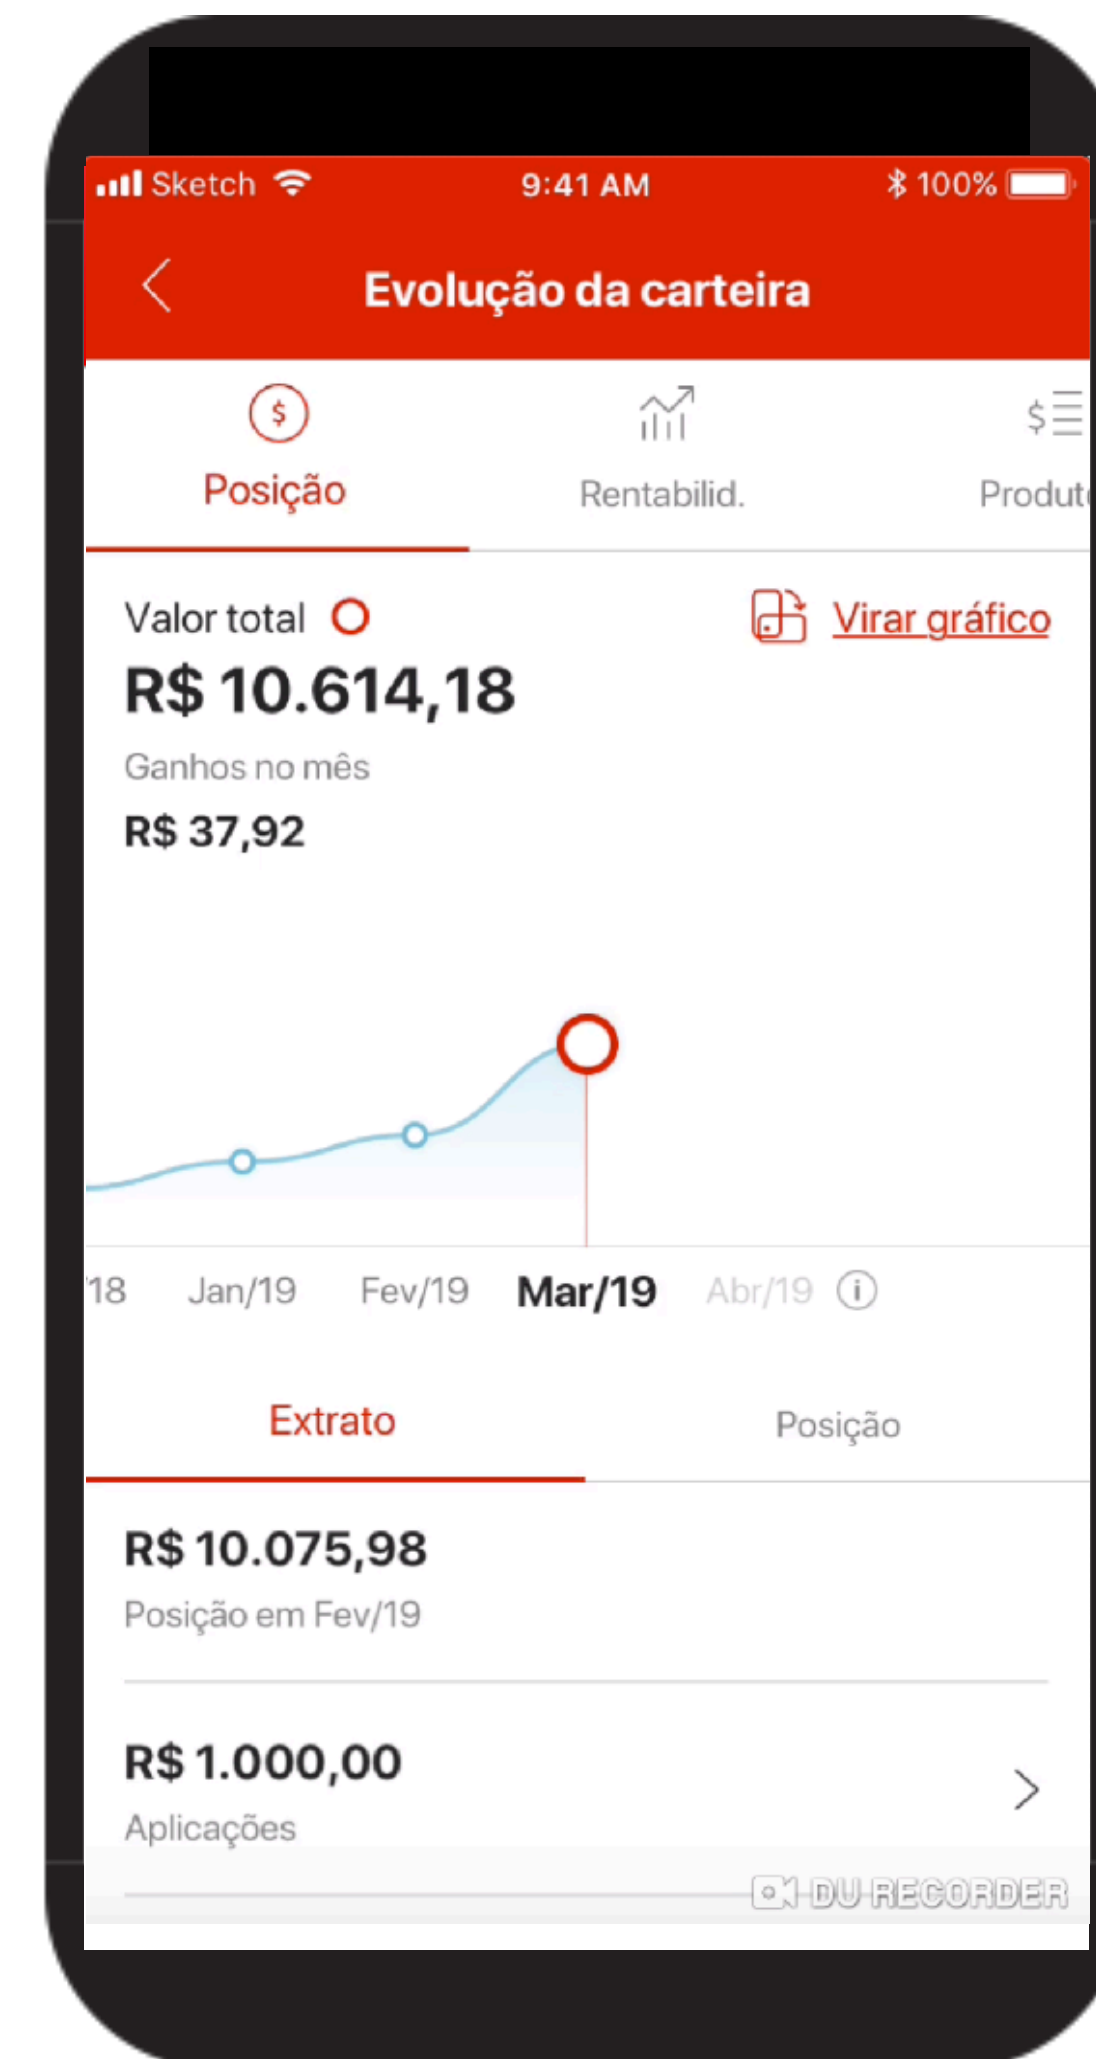 Sketch 9:41 AM 100%
Evolução da carteira
$ $
Posição Rentabilid. Produt
Valor total Virar gráfico
R$ 10.614,18
Ganhos no mês
R$ 37,92
'18 Jan/19 Fev/19 Mar/19 Abr/19 i
Extrato Posição
R$ 10.075,98
Posição em Fev/19
R$ 1.000,00
Aplicações
DU RECORDER